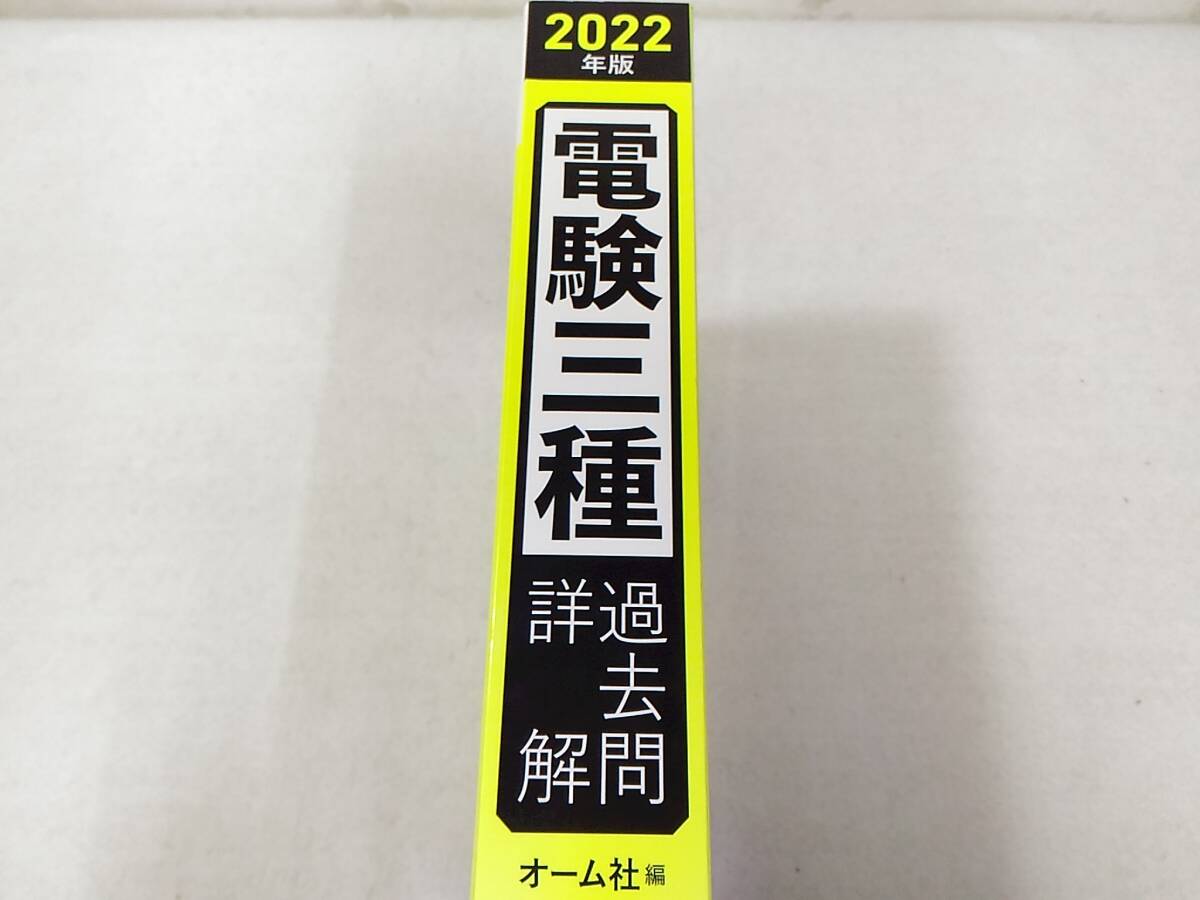 2022
年版
電験三種
過去問
詳解
オーム社 編